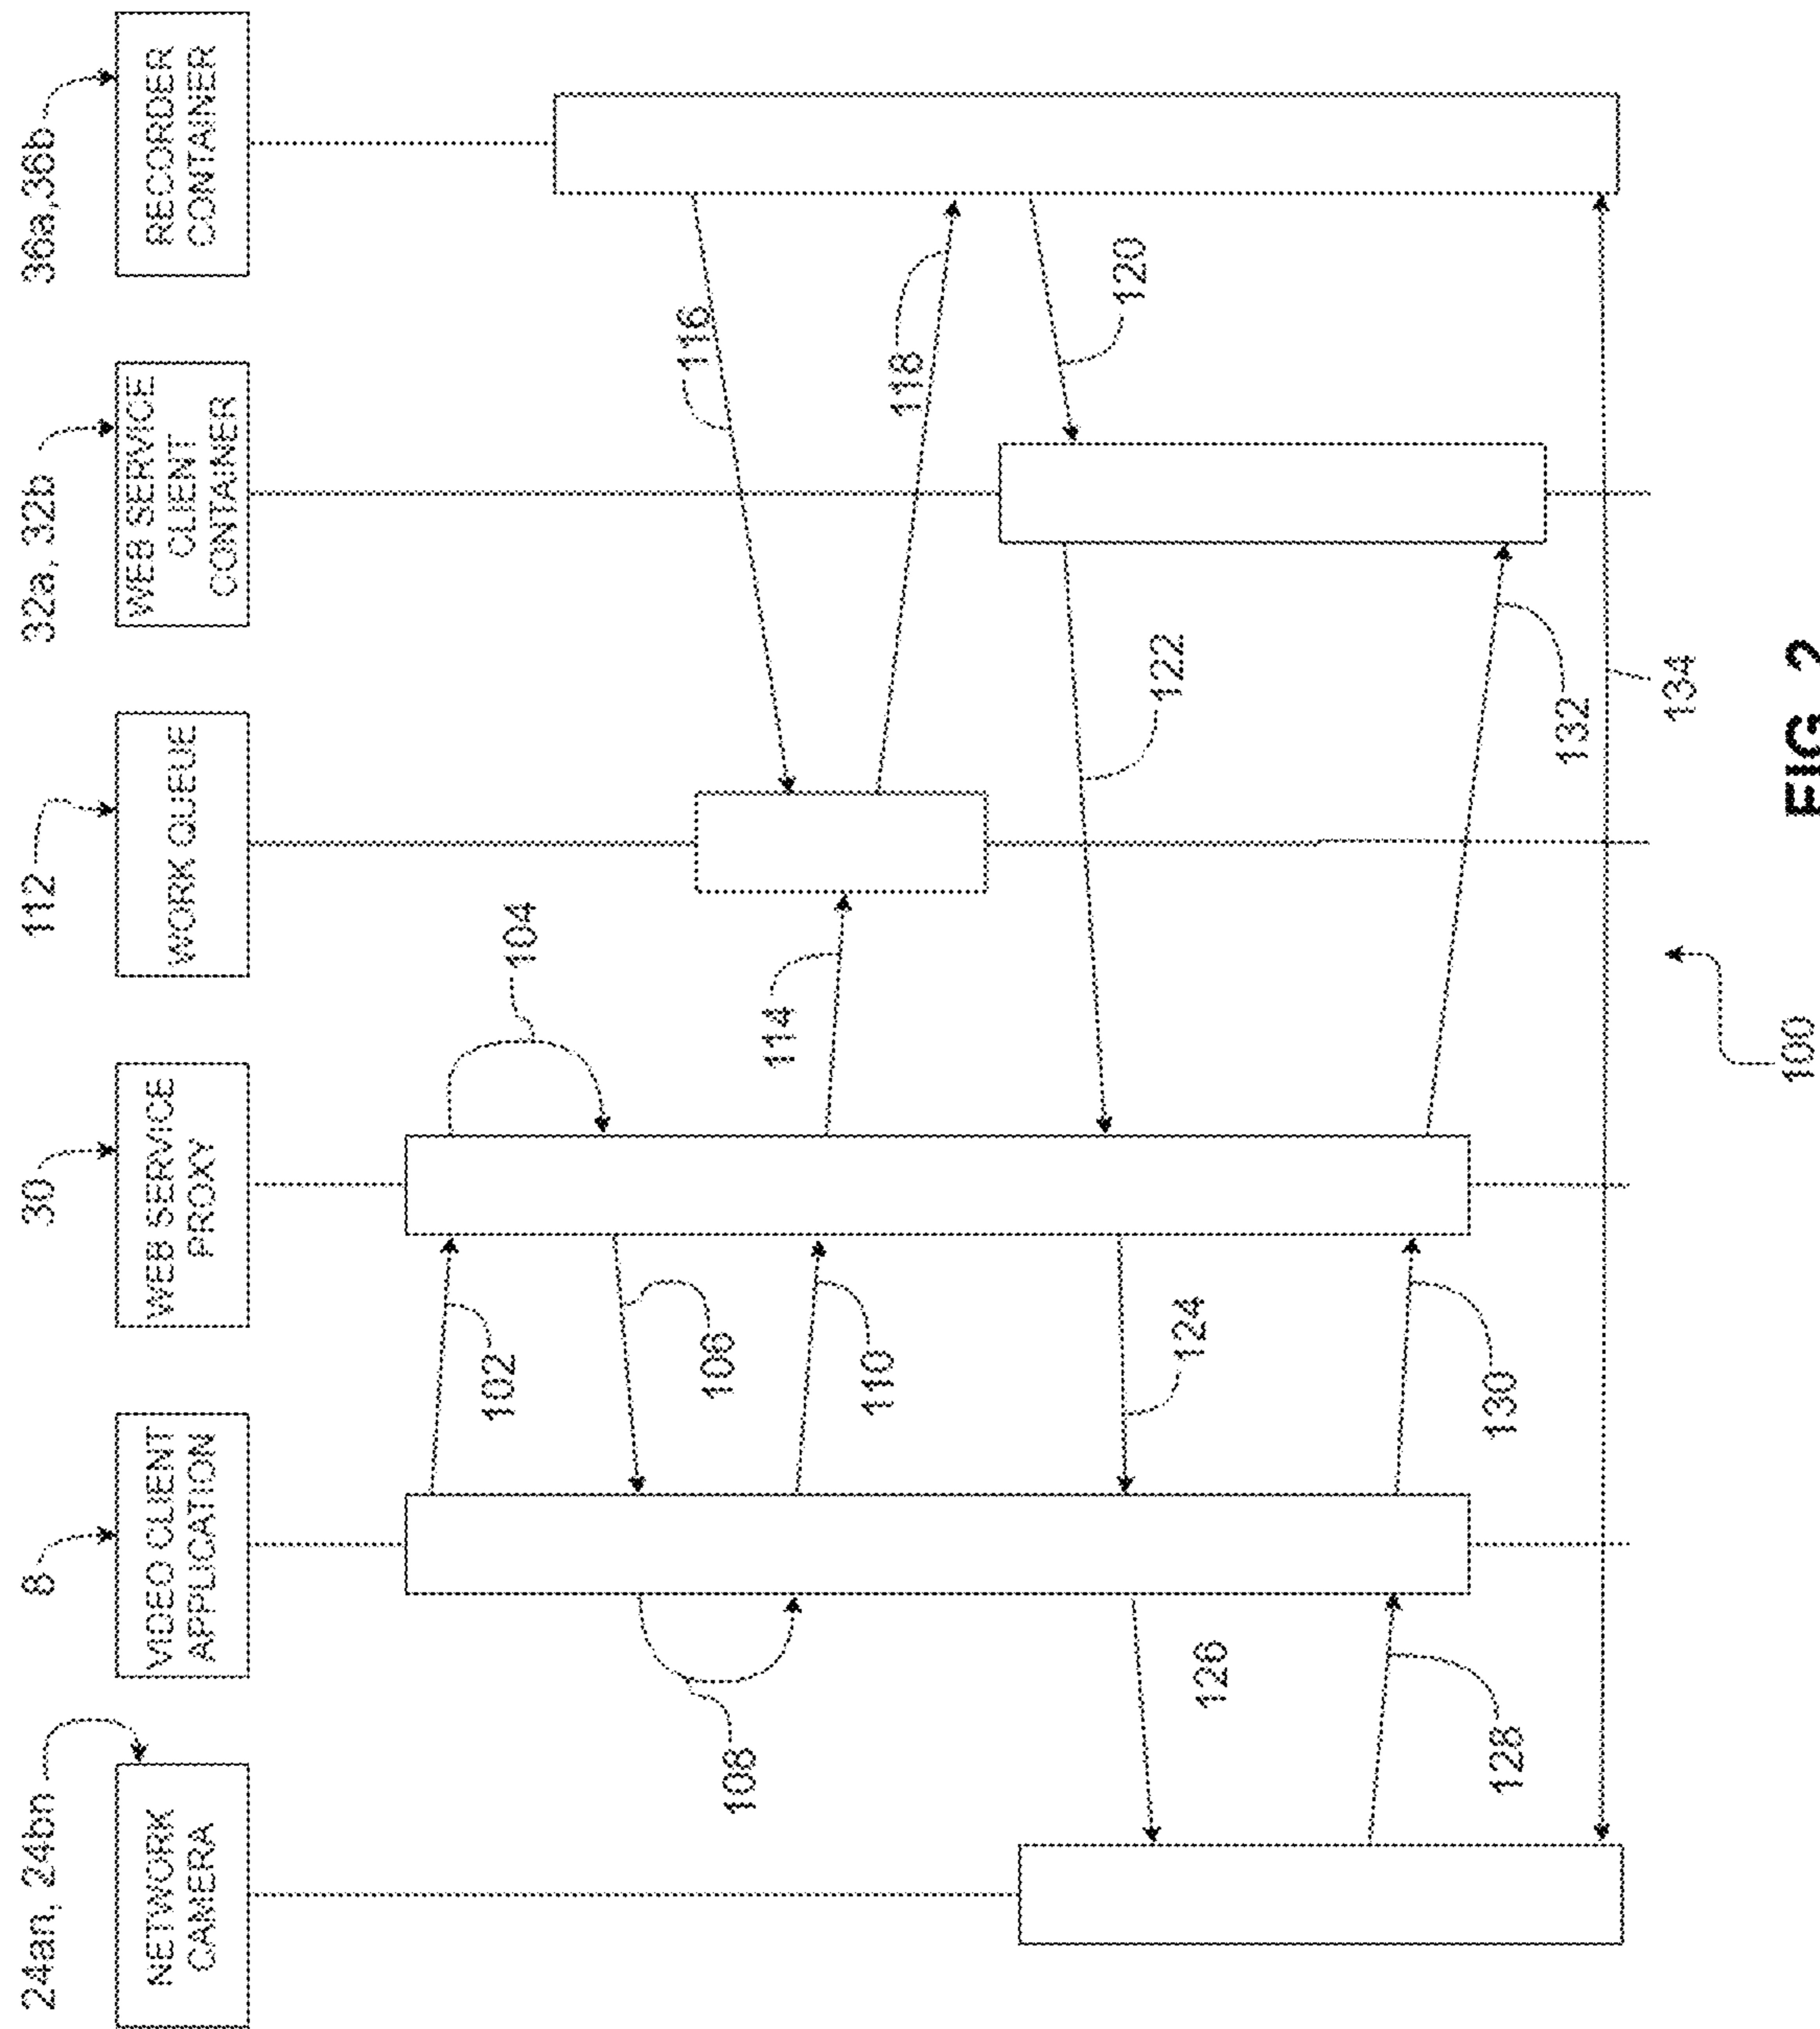 24an, 24bn
8
30
112
32a, 32b
36a,36b
NETWORK
CAMERA
VIDEO CLIENT
APPLICATION
WEB SERVICE
PROXY
WORK QUEUE
WEB SERVICE
CLIENT
CONTAINER
RECORDER
CONTAINER
102
104
106
108
110
114
116
118
120
122
124
126
128
130
132
134
100
FIG. 2